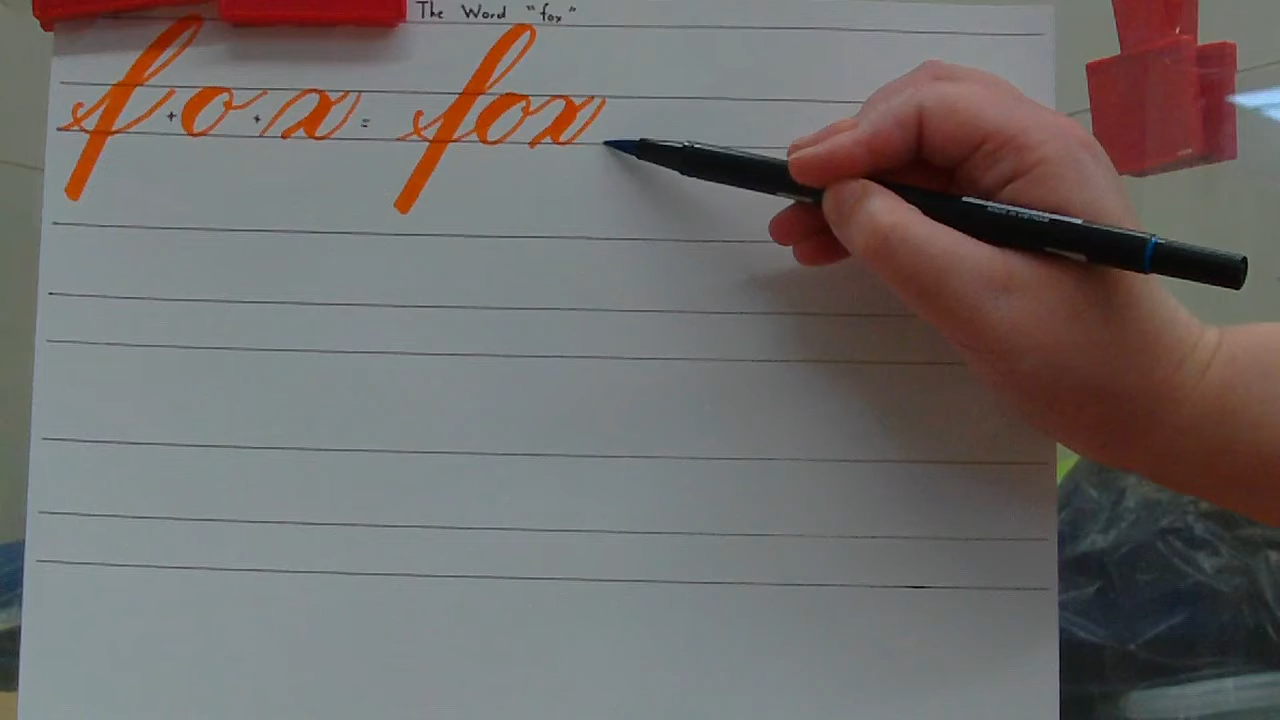 The Word "fox"
f + o + x = fox